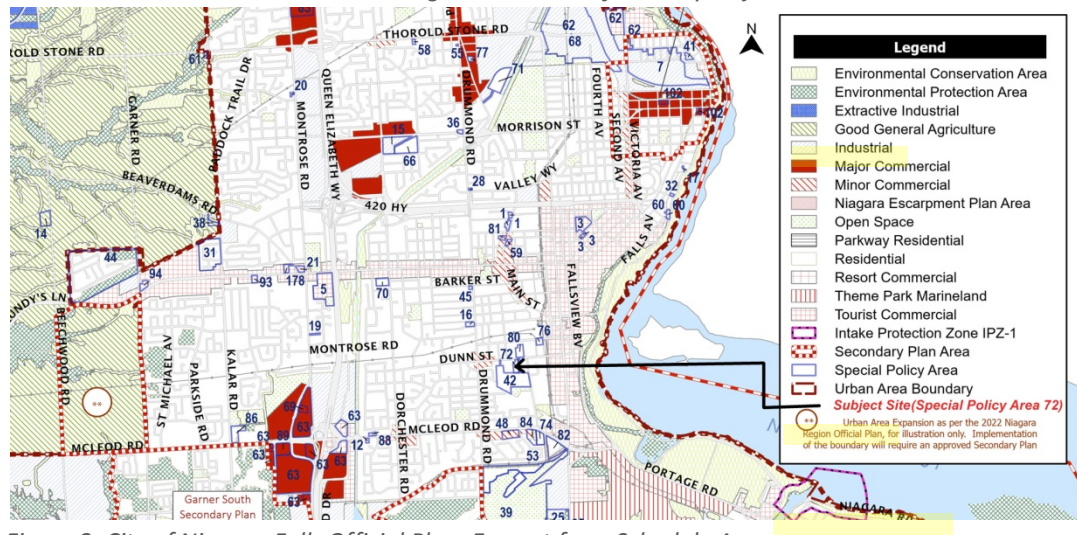 N
Legend
Environmental Conservation Area
Environmental Protection Area
Extractive Industrial
Good General Agriculture
Industrial
Major Commercial
Minor Commercial
Niagara Escarpment Plan Area
Open Space
Parkway Residential
Residential
Resort Commercial
Theme Park Marineland
Tourist Commercial
Intake Protection Zone IPZ-1
Secondary Plan Area
Special Policy Area
Urban Area Boundary
Subject Site(Special Policy Area 72)
** Urban Area Expansion as per the 2022 Niagara
Region Official Plan, for illustration only. Implementation
of the boundary will require an approved Secondary Plan
THOROLD STONE RD
62
62
68
58
55
77
61
41
7
71
20
102
GARNER RD
PADDOCK TRAIL DR
MONTROSE RD
QUEEN ELIZABETH WY
DRUMMOND RD
FOURTH AV
SECOND AV
VICTORIA AV
15
66
36
MORRISON ST
BEAVERDAMS RD
28
VALLEY WY
420 HY
32
60
60
14
38
31
1
1
81
59
3
3
3
FALLS AV
44
94
93
178
21
5
70
BARKER ST
MAIN ST
FALLSVIEW BV
45
16
19
MONTROSE RD
80
76
DUNN ST
72
42
BEECHWOOD RD
ST MICHAEL AV
PARKSIDE RD
KALAR RD
DORCHESTER RD
DRUMMOND RD
**
86
69
63
63
63
89
63
63
63
63
63
12
88
MCLEOD RD
MCLEOD RD
48
84
74
82
53
39
25
PORTAGE RD
NIAGARA
Garner South
Secondary Plan